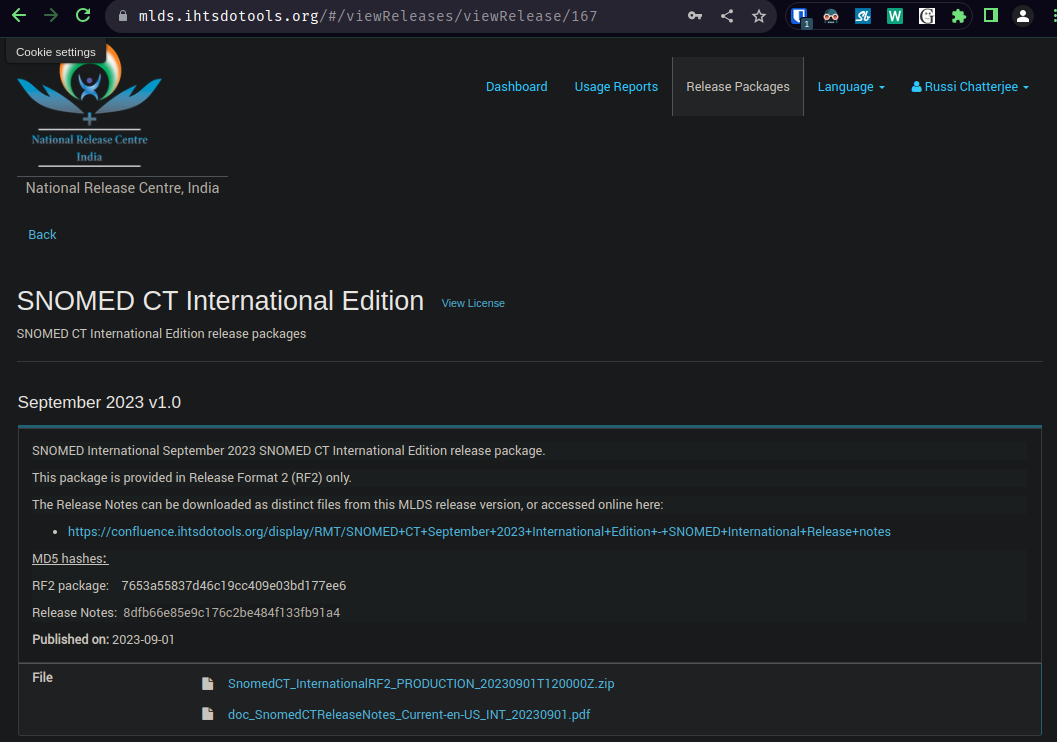 mlds.ihtsdotools.org/#/viewReleases/viewRelease/167
1
Cookie settings
National Release Centre
India
National Release Centre, India
Dashboard
Usage Reports
Release Packages
Language
Russi Chatterjee
Back
SNOMED CT International Edition View License
SNOMED CT International Edition release packages
September 2023 v1.0
SNOMED International September 2023 SNOMED CT International Edition release package.
This package is provided in Release Format 2 (RF2) only.
The Release Notes can be downloaded as distinct files from this MLDS release version, or accessed online here:
https://confluence.ihtsdotools.org/display/RMT/SNOMED+CT+September+2023+International+Edition+-+SNOMED+International+Release+notes
MD5 hashes:
RF2 package: 7653a55837d46c19cc409e03bd177ee6
Release Notes: 8dfb66e85e9c176c2be484f133fb91a4
Published on: 2023-09-01
File
SnomedCT_InternationalRF2_PRODUCTION_20230901T120000Z.zip
doc_SnomedCTReleaseNotes_Current-en-US_INT_20230901.pdf